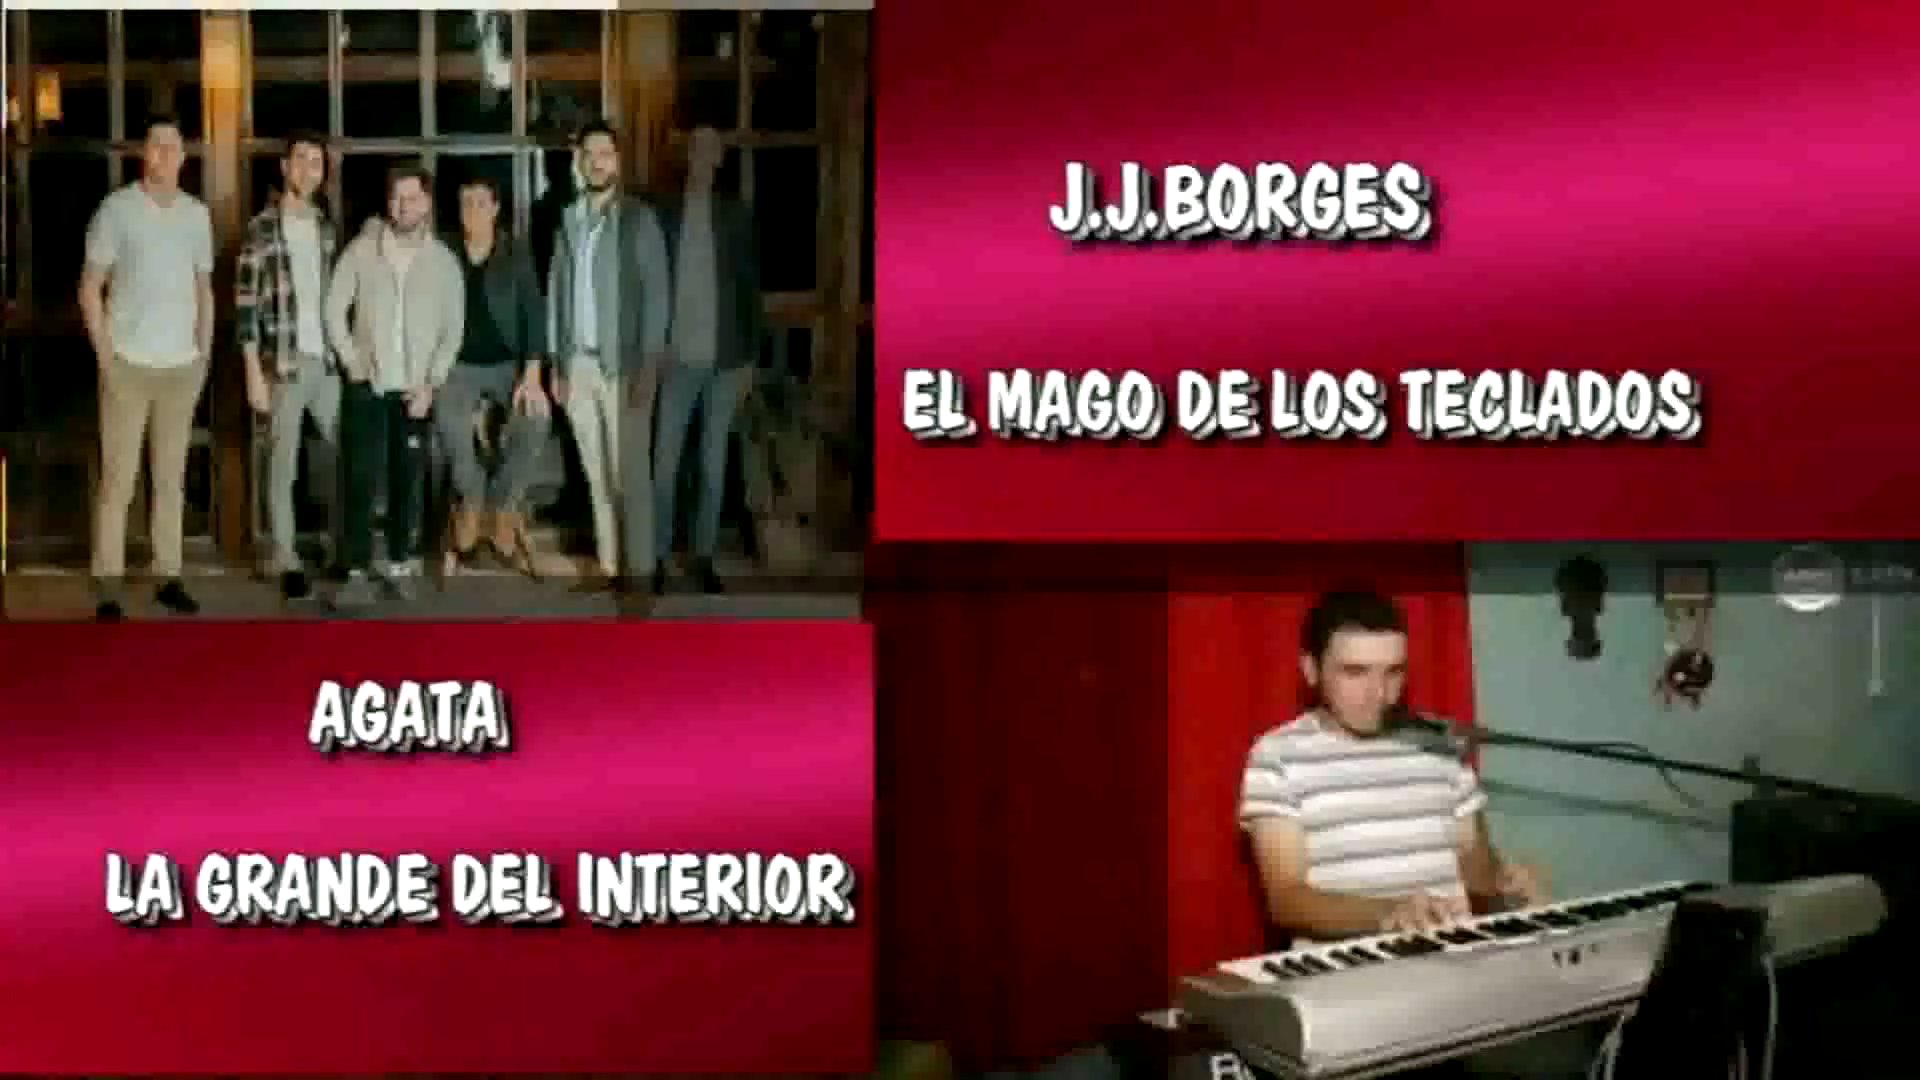 J.J.BORGES
EL MAGO DE LOS TECLADOS
AGATA
LA GRANDE DEL INTERIOR